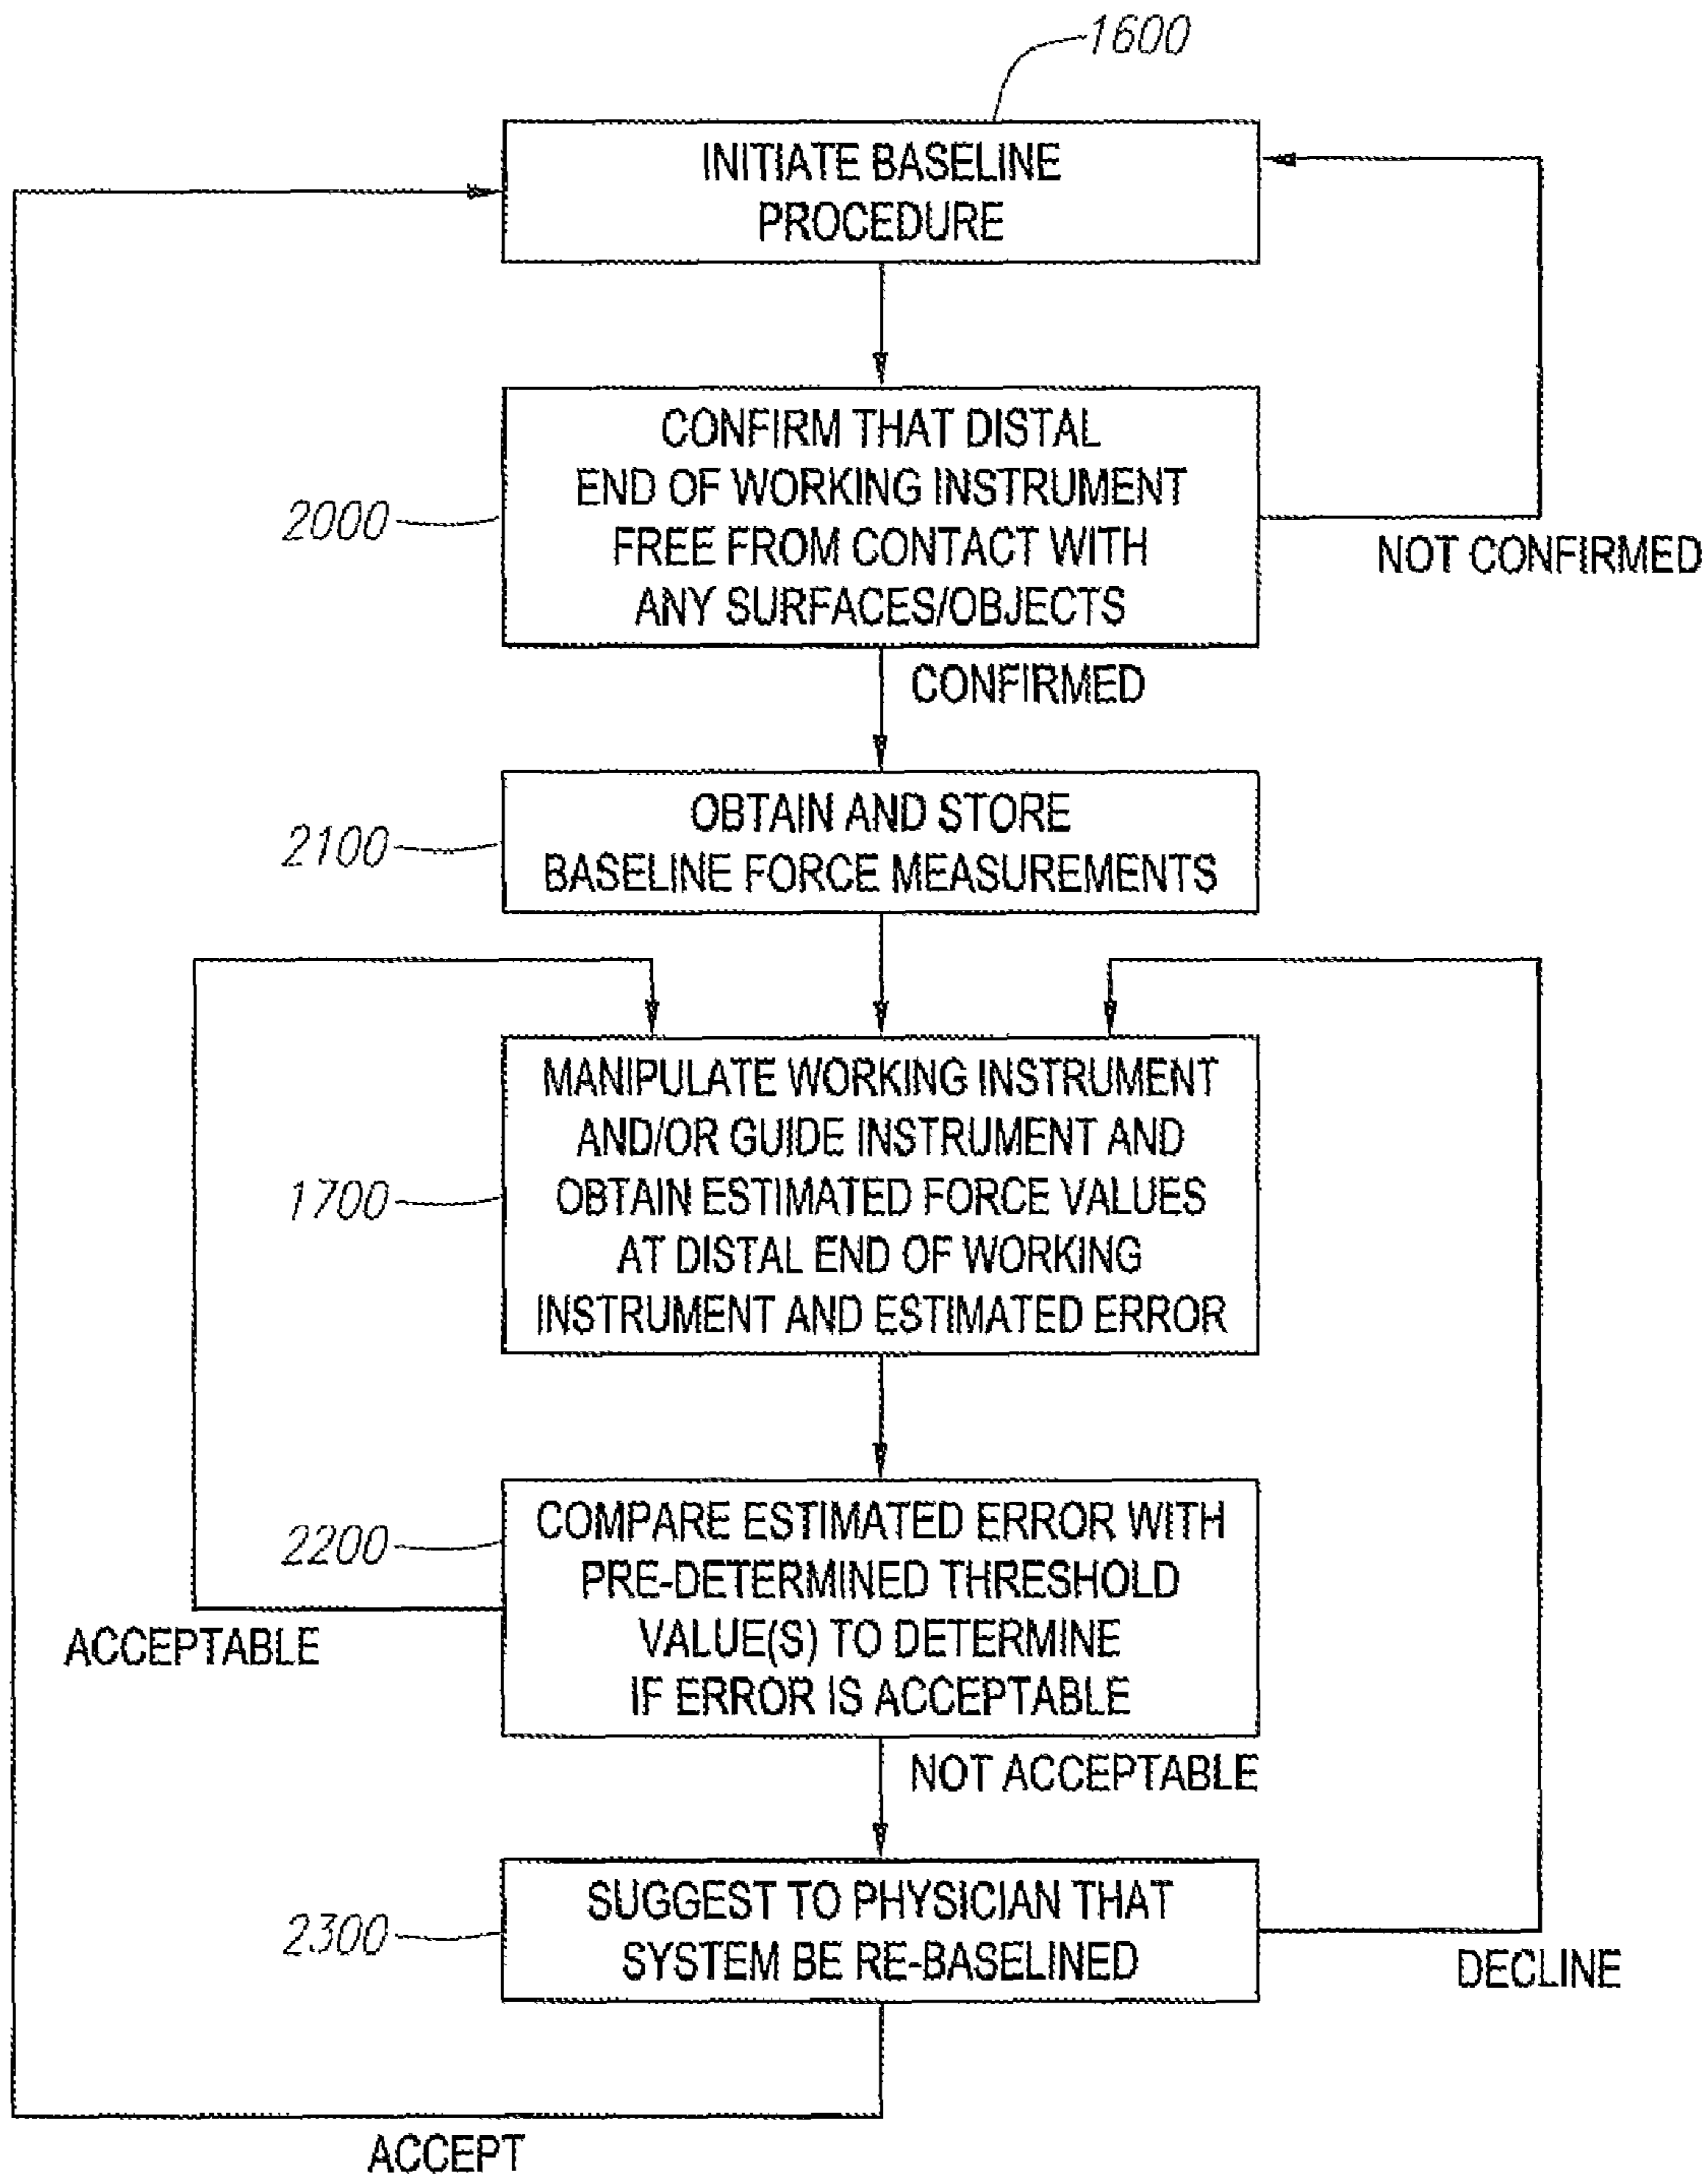 1600
INITIATE BASELINE
PROCEDURE
CONFIRM THAT DISTAL
END OF WORKING INSTRUMENT
FREE FROM CONTACT WITH
ANY SURFACES/OBJECTS
2000
NOT CONFIRMED
CONFIRMED
2100
OBTAIN AND STORE
BASELINE FORCE MEASUREMENTS
MANIPULATE WORKING INSTRUMENT
AND/OR GUIDE INSTRUMENT AND
OBTAIN ESTIMATED FORCE VALUES
AT DISTAL END OF WORKING
INSTRUMENT AND ESTIMATED ERROR
1700
2200
COMPARE ESTIMATED ERROR WITH
PRE-DETERMINED THRESHOLD
VALUE(S) TO DETERMINE
IF ERROR IS ACCEPTABLE
ACCEPTABLE
NOT ACCEPTABLE
2300
SUGGEST TO PHYSICIAN THAT
SYSTEM BE RE-BASELINED
DECLINE
ACCEPT